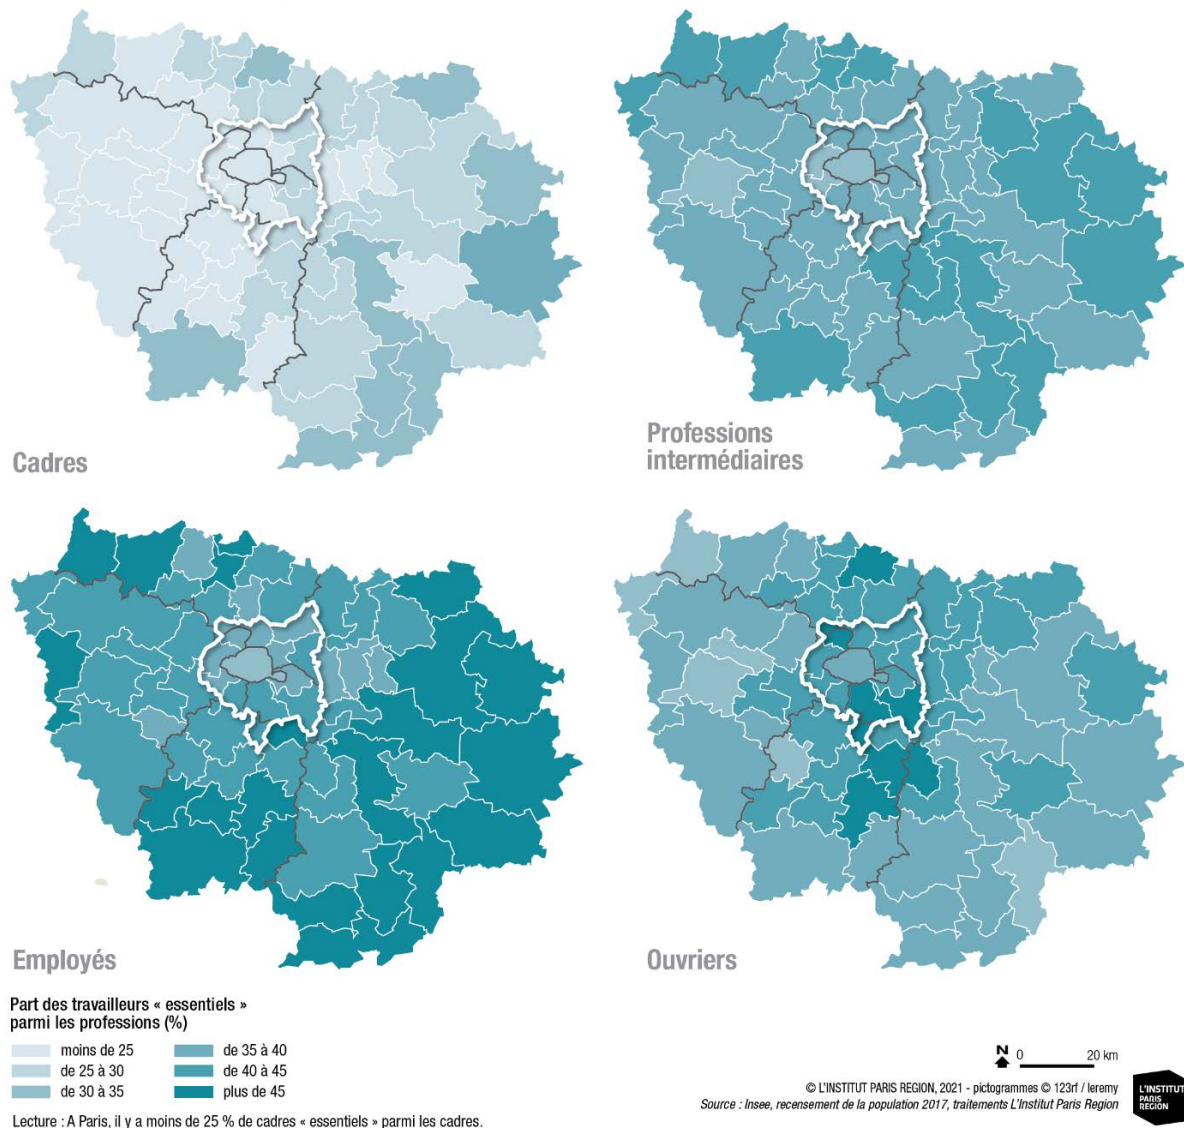 Cadres
Professions
intermédiaires
Employés
Ouvriers
Part des travailleurs « essentiels »
parmi les professions (%)
moins de 25
de 25 à 30
de 30 à 35
de 35 à 40
de 40 à 45
plus de 45
Lecture : A Paris, il y a moins de 25 % de cadres « essentiels » parmi les cadres.
N 0 20 km
© L'INSTITUT PARIS REGION, 2021 - pictogrammes © 123rf / leremy
Source : Insee, recensement de la population 2017, traitements L'Institut Paris Region
L'INSTITUT
PARIS
REGION